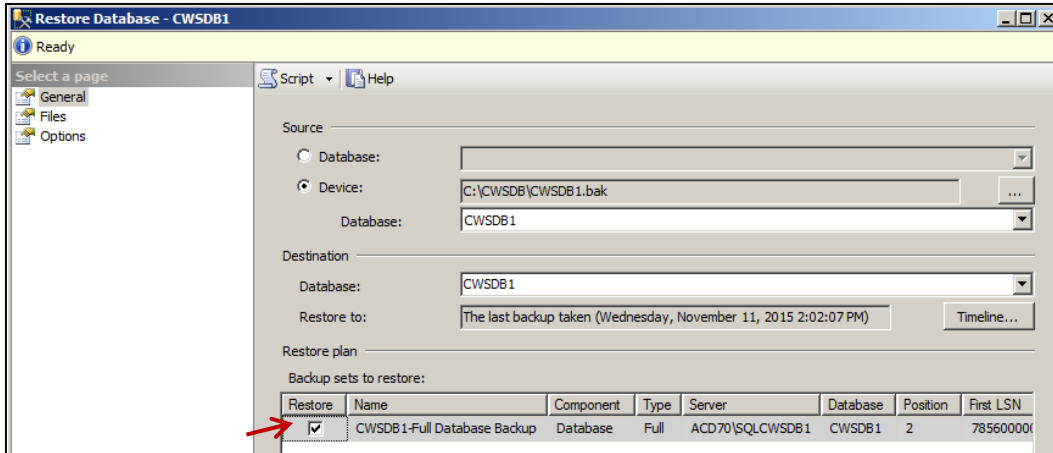 Restore Database - CWSDB1
Ready
Select a page
General
Files
Options
Script Help
Source
Database:
Device: C:\CWSDB\CWSDB1.bak ...
Database: CWSDB1
Destination
Database: CWSDB1
Restore to: The last backup taken (Wednesday, November 11, 2015 2:02:07 PM) Timeline...
Restore plan
Backup sets to restore:
Restore Name Component Type Server Database Position First LSN
CWSDB1-Full Database Backup Database Full ACD70\SQLCWSDB1 CWSDB1 2